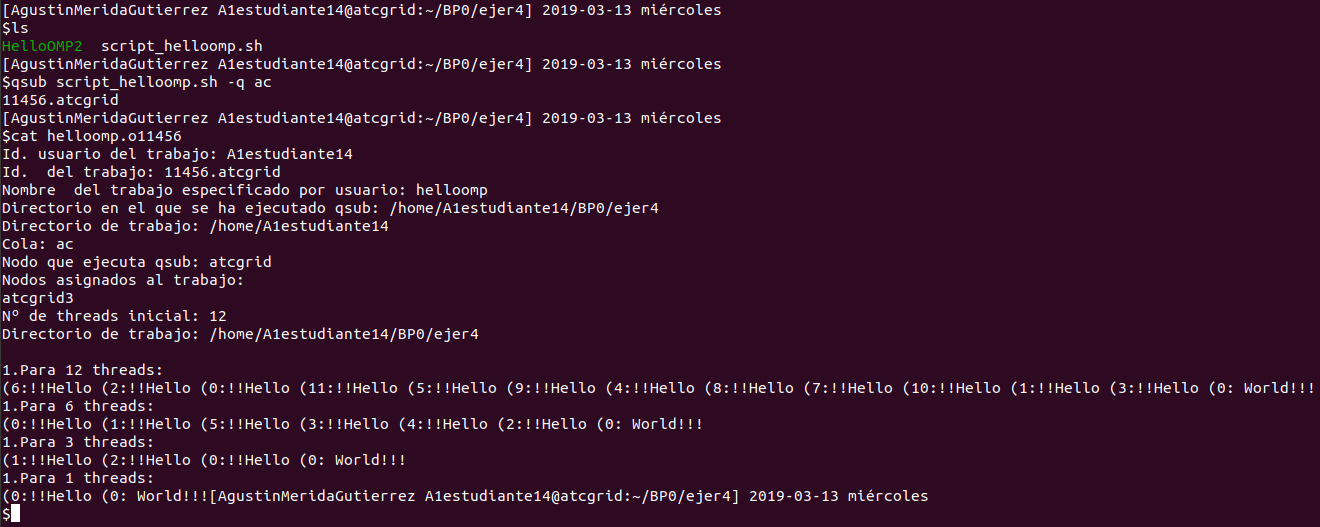 [AgustinMeridaGutierrez A1estudiante14@atcgrid:~/BP0/ejer4] 2019-03-13 miércoles
$ls
HelloOMP2  script_helloomp.sh
[AgustinMeridaGutierrez A1estudiante14@atcgrid:~/BP0/ejer4] 2019-03-13 miércoles
$qsub script_helloomp.sh -q ac
11456.atcgrid
[AgustinMeridaGutierrez A1estudiante14@atcgrid:~/BP0/ejer4] 2019-03-13 miércoles
$cat helloomp.o11456
Id. usuario del trabajo: A1estudiante14
Id.  del trabajo: 11456.atcgrid
Nombre  del trabajo especificado por usuario: helloomp
Directorio en el que se ha ejecutado qsub: /home/A1estudiante14/BP0/ejer4
Directorio de trabajo: /home/A1estudiante14
Cola: ac
Nodo que ejecuta qsub: atcgrid
Nodos asignados al trabajo:
atcgrid3
Nº de threads inicial: 12
Directorio de trabajo: /home/A1estudiante14/BP0/ejer4
1.Para 12 threads:
(6:!!Hello (2:!!Hello (0:!!Hello (11:!!Hello (5:!!Hello (9:!!Hello (4:!!Hello (8:!!Hello (7:!!Hello (10:!!Hello (1:!!Hello (3:!!Hello (0: World!!!
1.Para 6 threads:
(0:!!Hello (1:!!Hello (5:!!Hello (3:!!Hello (4:!!Hello (2:!!Hello (0: World!!!
1.Para 3 threads:
(1:!!Hello (2:!!Hello (0:!!Hello (0: World!!!
1.Para 1 threads:
(0:!!Hello (0: World!!![AgustinMeridaGutierrez A1estudiante14@atcgrid:~/BP0/ejer4] 2019-03-13 miércoles
$